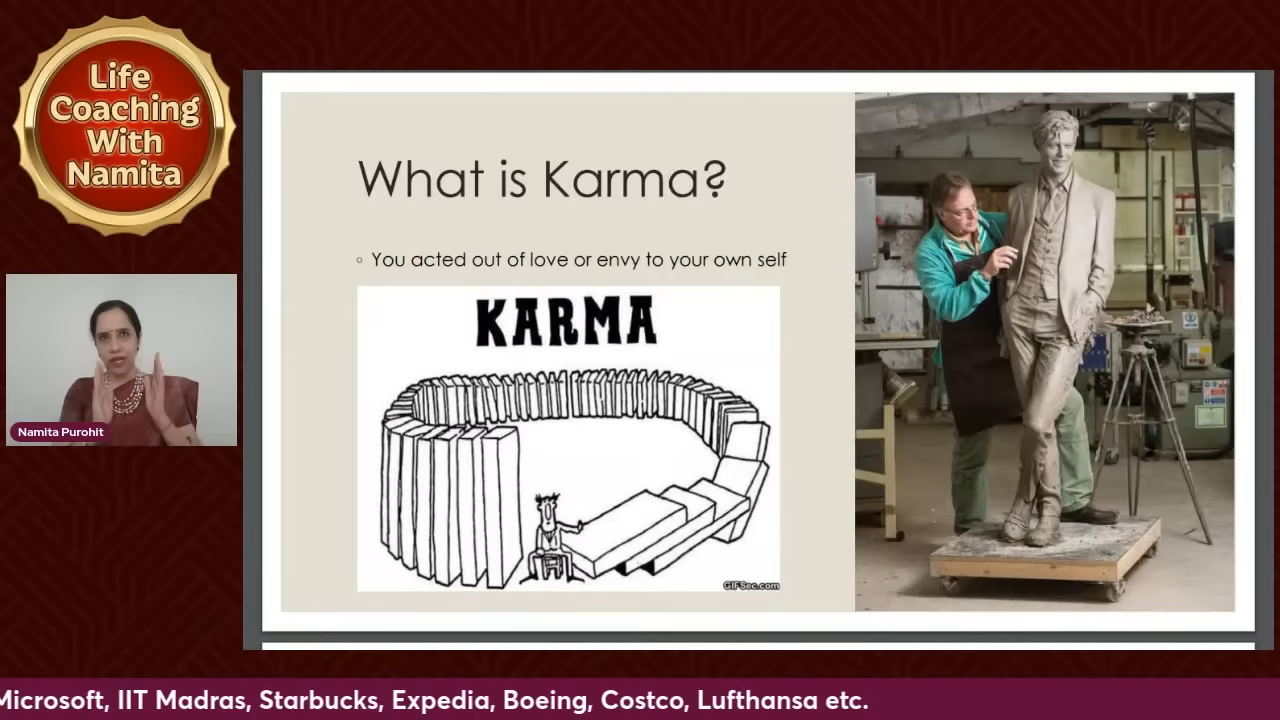 Life
Coaching
With
Namita
What is Karma?
You acted out of love or envy to your own self
KARMA
GIFSec.com
Namita Purohit
Microsoft, IIT Madras, Starbucks, Expedia, Boeing, Costco, Lufthansa etc.